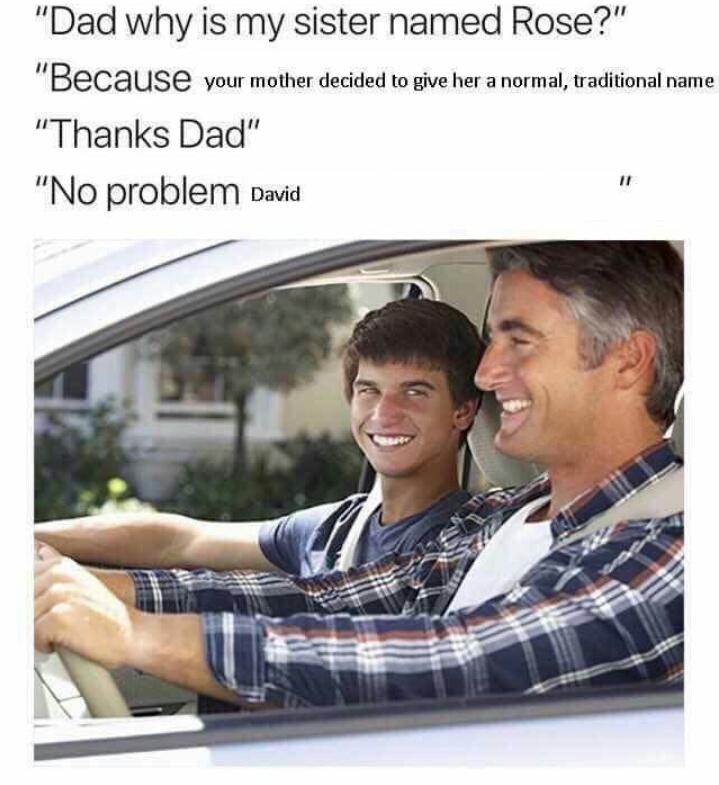 "Dad why is my sister named Rose?"
"Because your mother decided to give her a normal, traditional name
"Thanks Dad"
"No problem David "